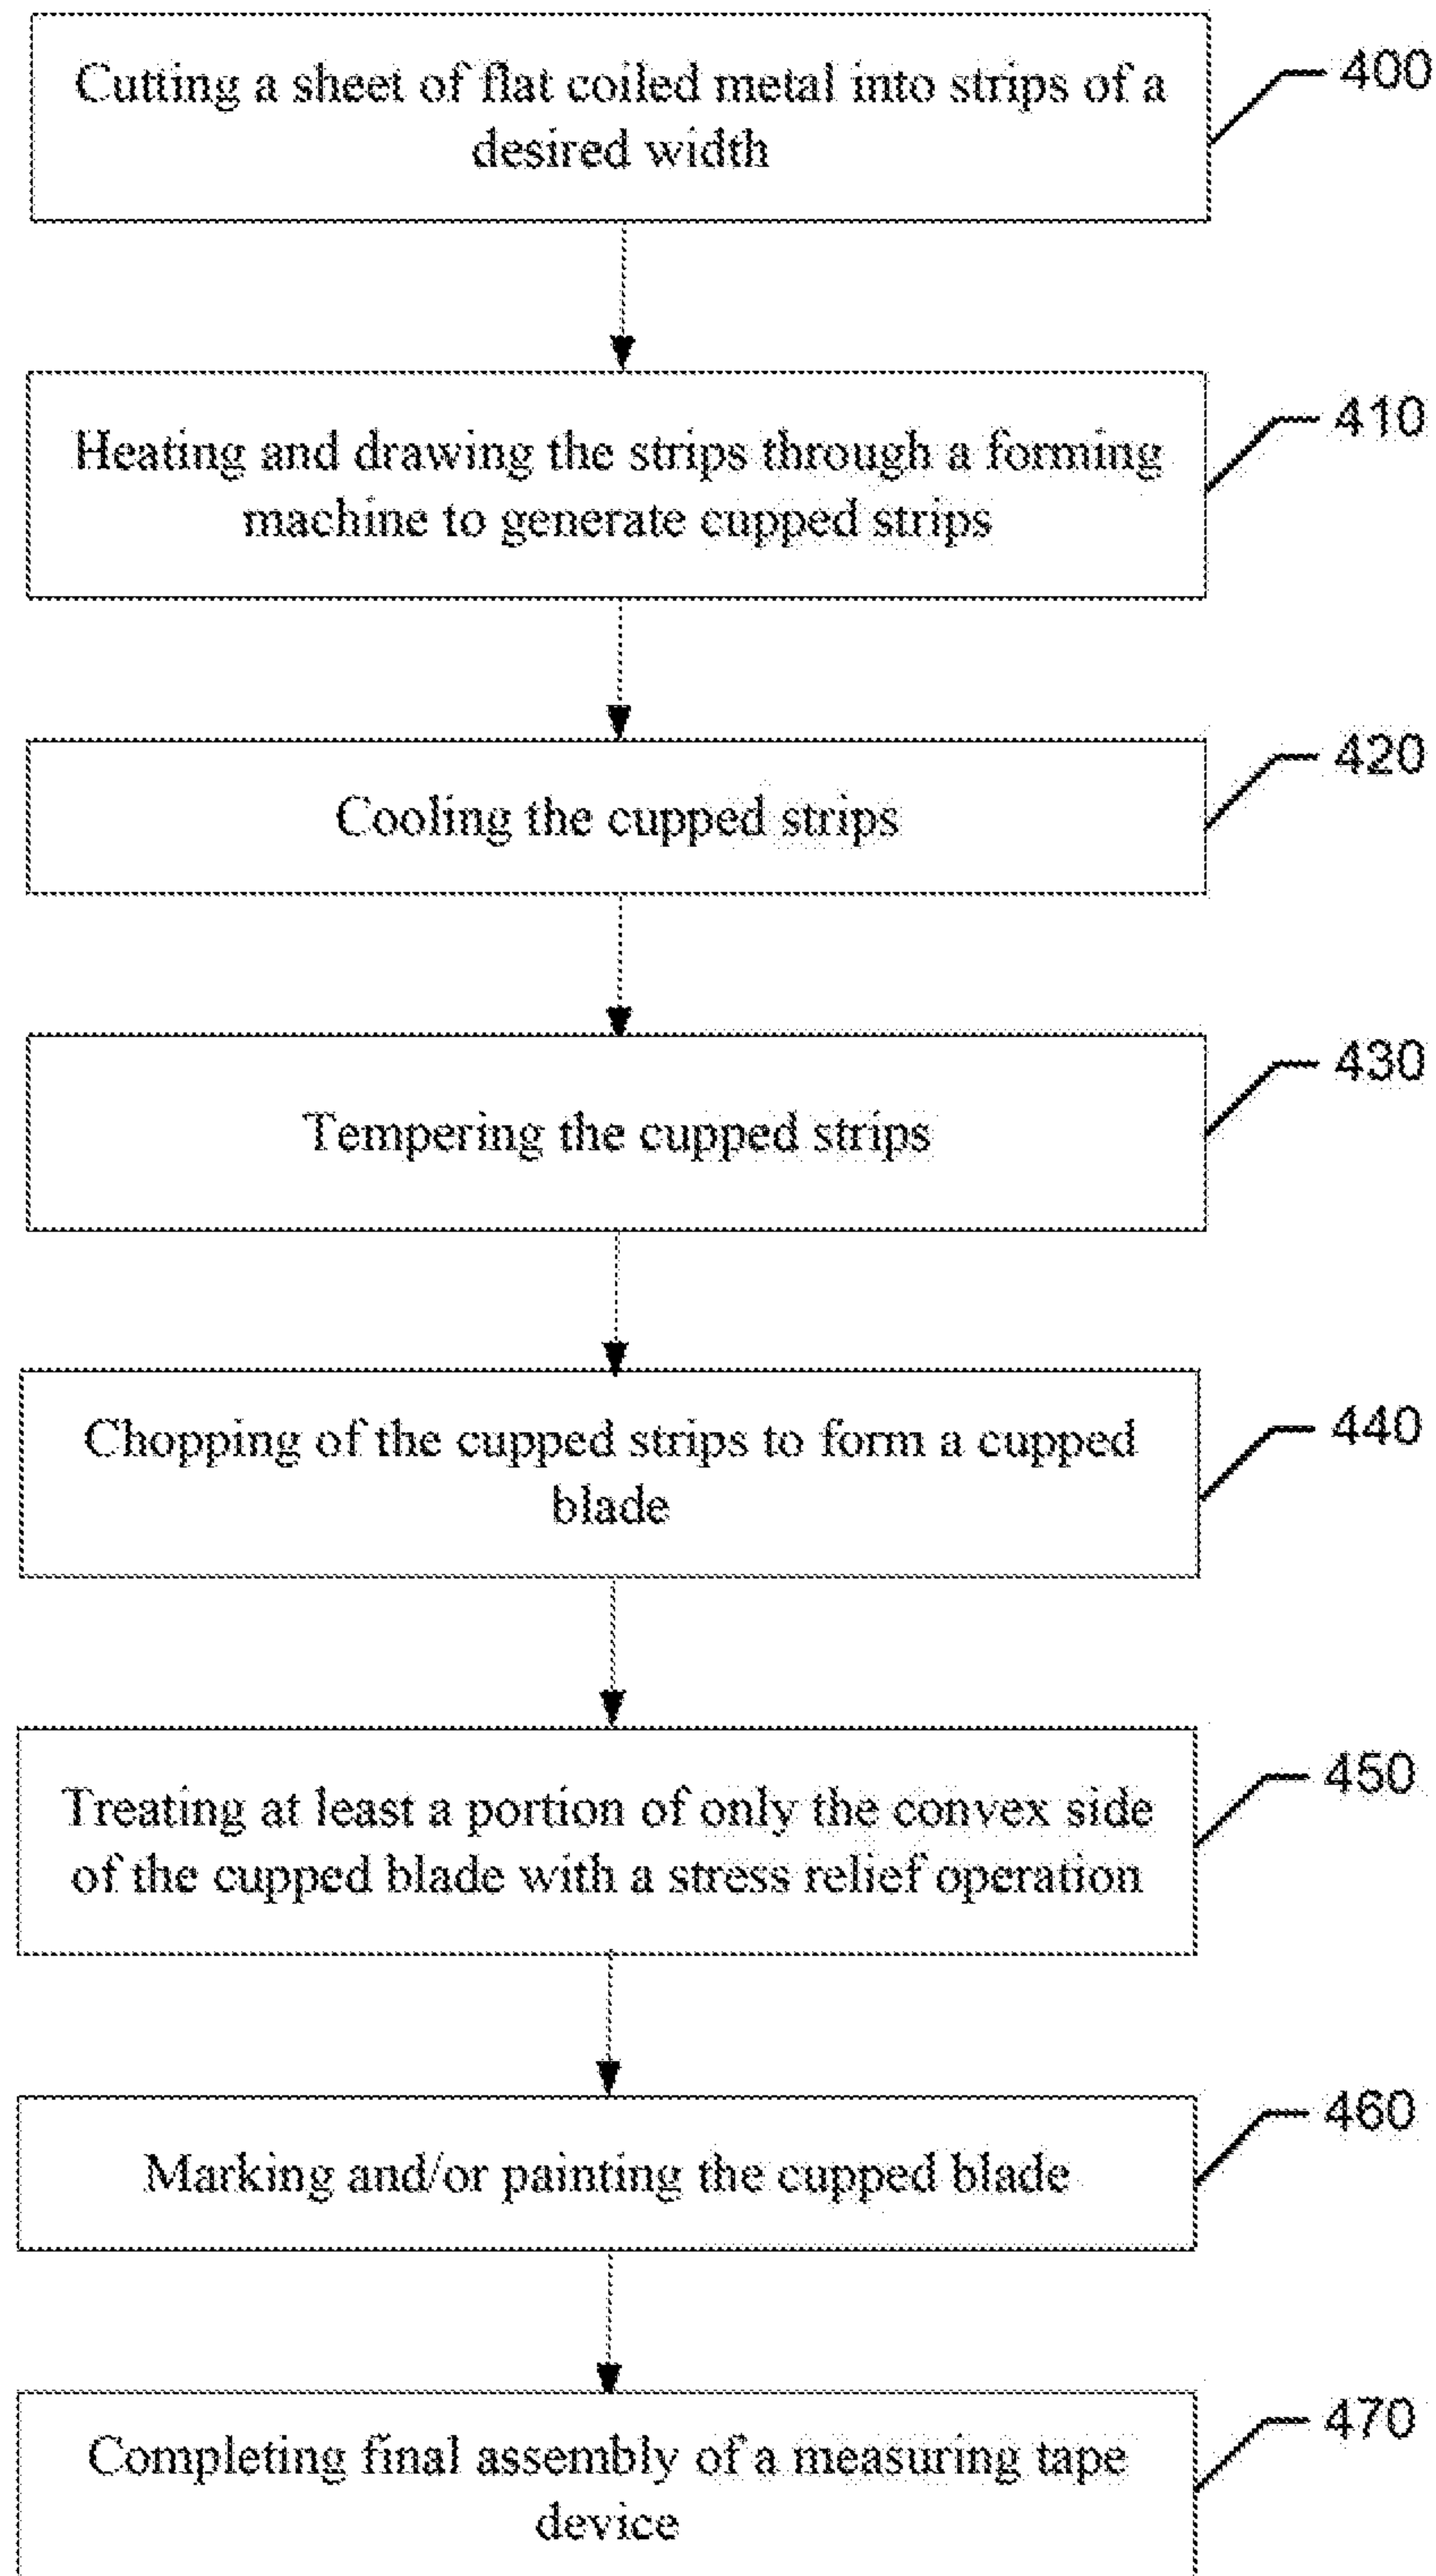 Cutting a sheet of flat coiled metal into strips of a
desired width
400
Heating and drawing the strips through a forming
machine to generate cupped strips
410
Cooling the cupped strips
420
Tempering the cupped strips
430
Chopping of the cupped strips to form a cupped
blade
440
Treating at least a portion of only the convex side
of the cupped blade with a stress relief operation
450
Marking and/or painting the cupped blade
460
Completing final assembly of a measuring tape
device
470